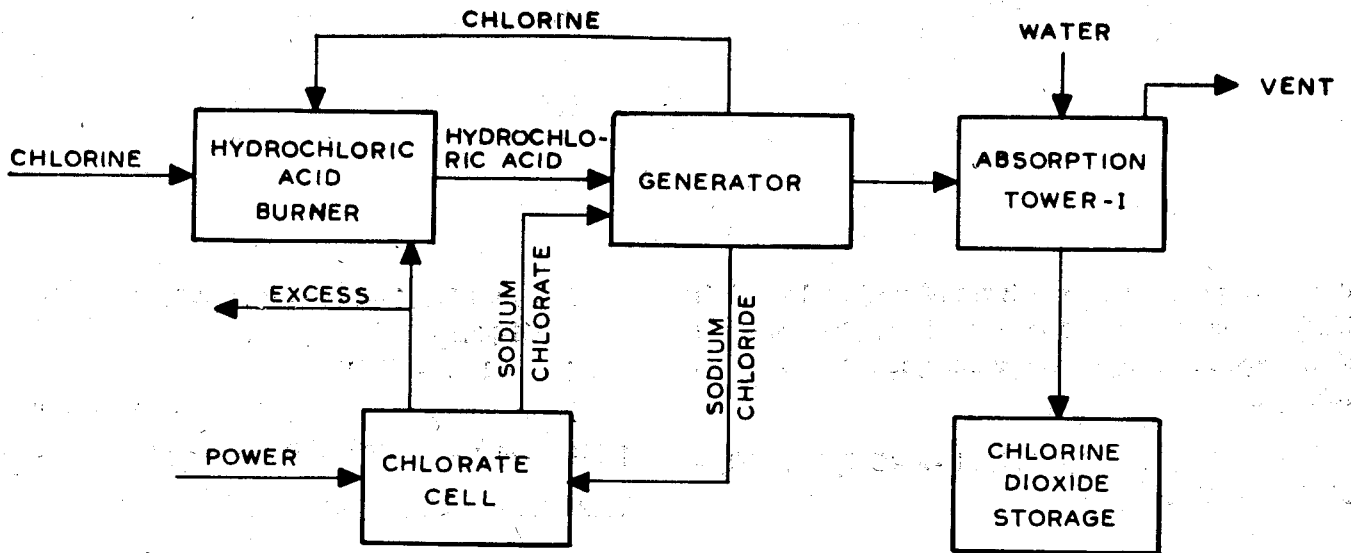 CHLORINE
WATER
VENT
CHLORINE
HYDROCHLORIC
ACID
BURNER
HYDROCHLO-
RIC ACID
GENERATOR
ABSORPTION
TOWER-I
EXCESS
SODIUM
CHLORATE
SODIUM
CHLORIDE
POWER
CHLORATE
CELL
CHLORINE
DIOXIDE
STORAGE